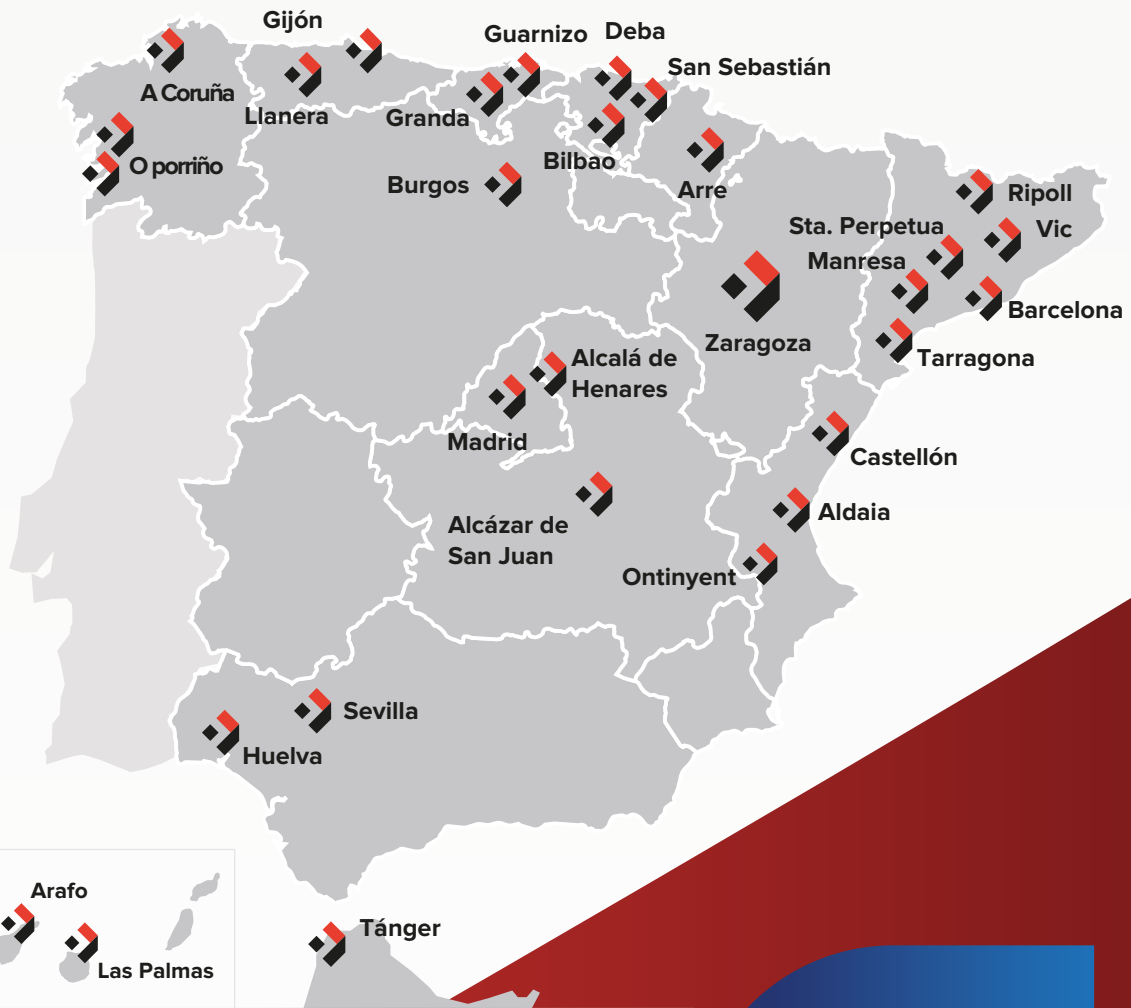 Gijón
Guarnizo
Deba
San Sebastián
A Coruña
Llanera
Granda
Bilbao
O porriño
Burgos
Arre
Ripoll
Sta. Perpetua
Vic
Manresa
Barcelona
Zaragoza
Tarragona
Alcalá de
Henares
Madrid
Castellón
Aldaia
Alcázar de
San Juan
Ontinyent
Sevilla
Huelva
Arafo
Las Palmas
Tánger